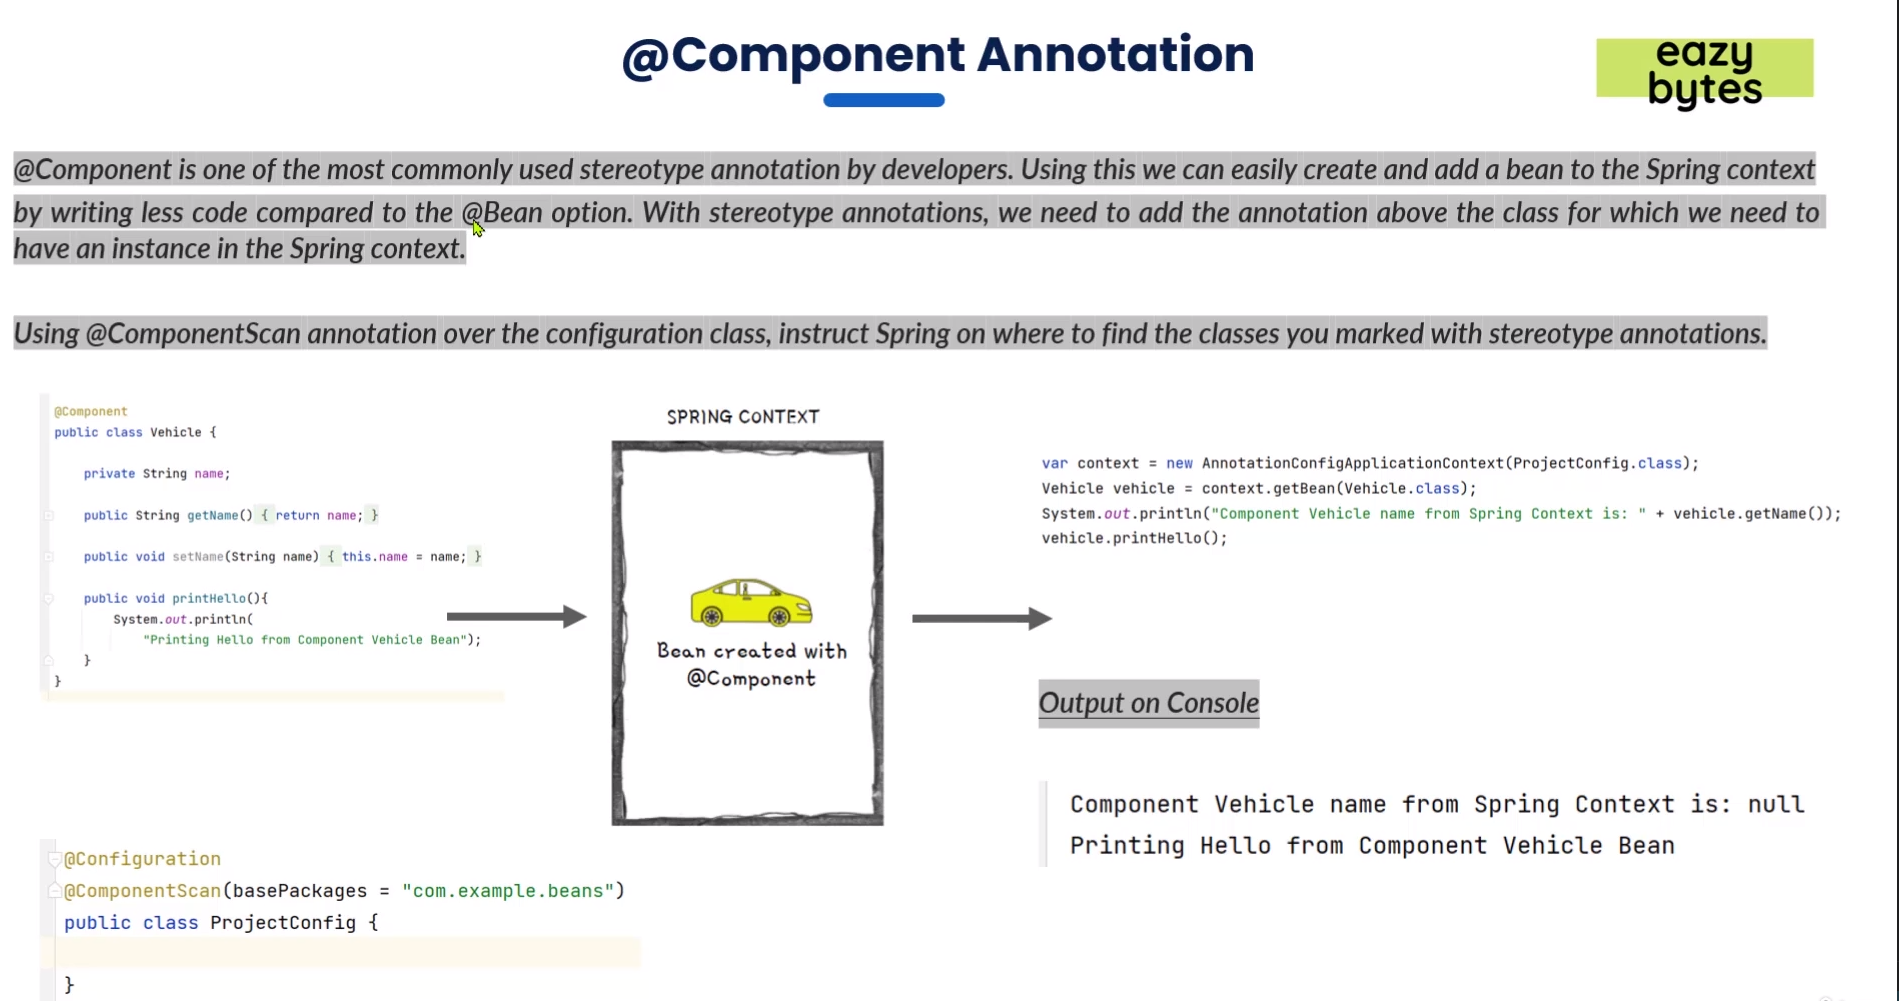 @Component Annotation
eazy
bytes
@Component is one of the most commonly used stereotype annotation by developers. Using this we can easily create and add a bean to the Spring context
by writing less code compared to the @Bean option. With stereotype annotations, we need to add the annotation above the class for which we need to
have an instance in the Spring context.
Using @ComponentScan annotation over the configuration class, instruct Spring on where to find the classes you marked with stereotype annotations.
@Component
public class Vehicle {
private String name;
public String getName() { return name; }
public void setName(String name) { this.name = name; }
public void printHello(){
System.out.println(
"Printing Hello from Component Vehicle Bean");
}
}
SPRING CONTEXT
Bean created with
@Component
var context = new AnnotationConfigApplicationContext(ProjectConfig.class);
Vehicle vehicle = context.getBean(Vehicle.class);
System.out.println("Component Vehicle name from Spring Context is: " + vehicle.getName());
vehicle.printHello();
Output on Console
Component Vehicle name from Spring Context is: null
Printing Hello from Component Vehicle Bean
@Configuration
@ComponentScan(basePackages = "com.example.beans")
public class ProjectConfig {
}